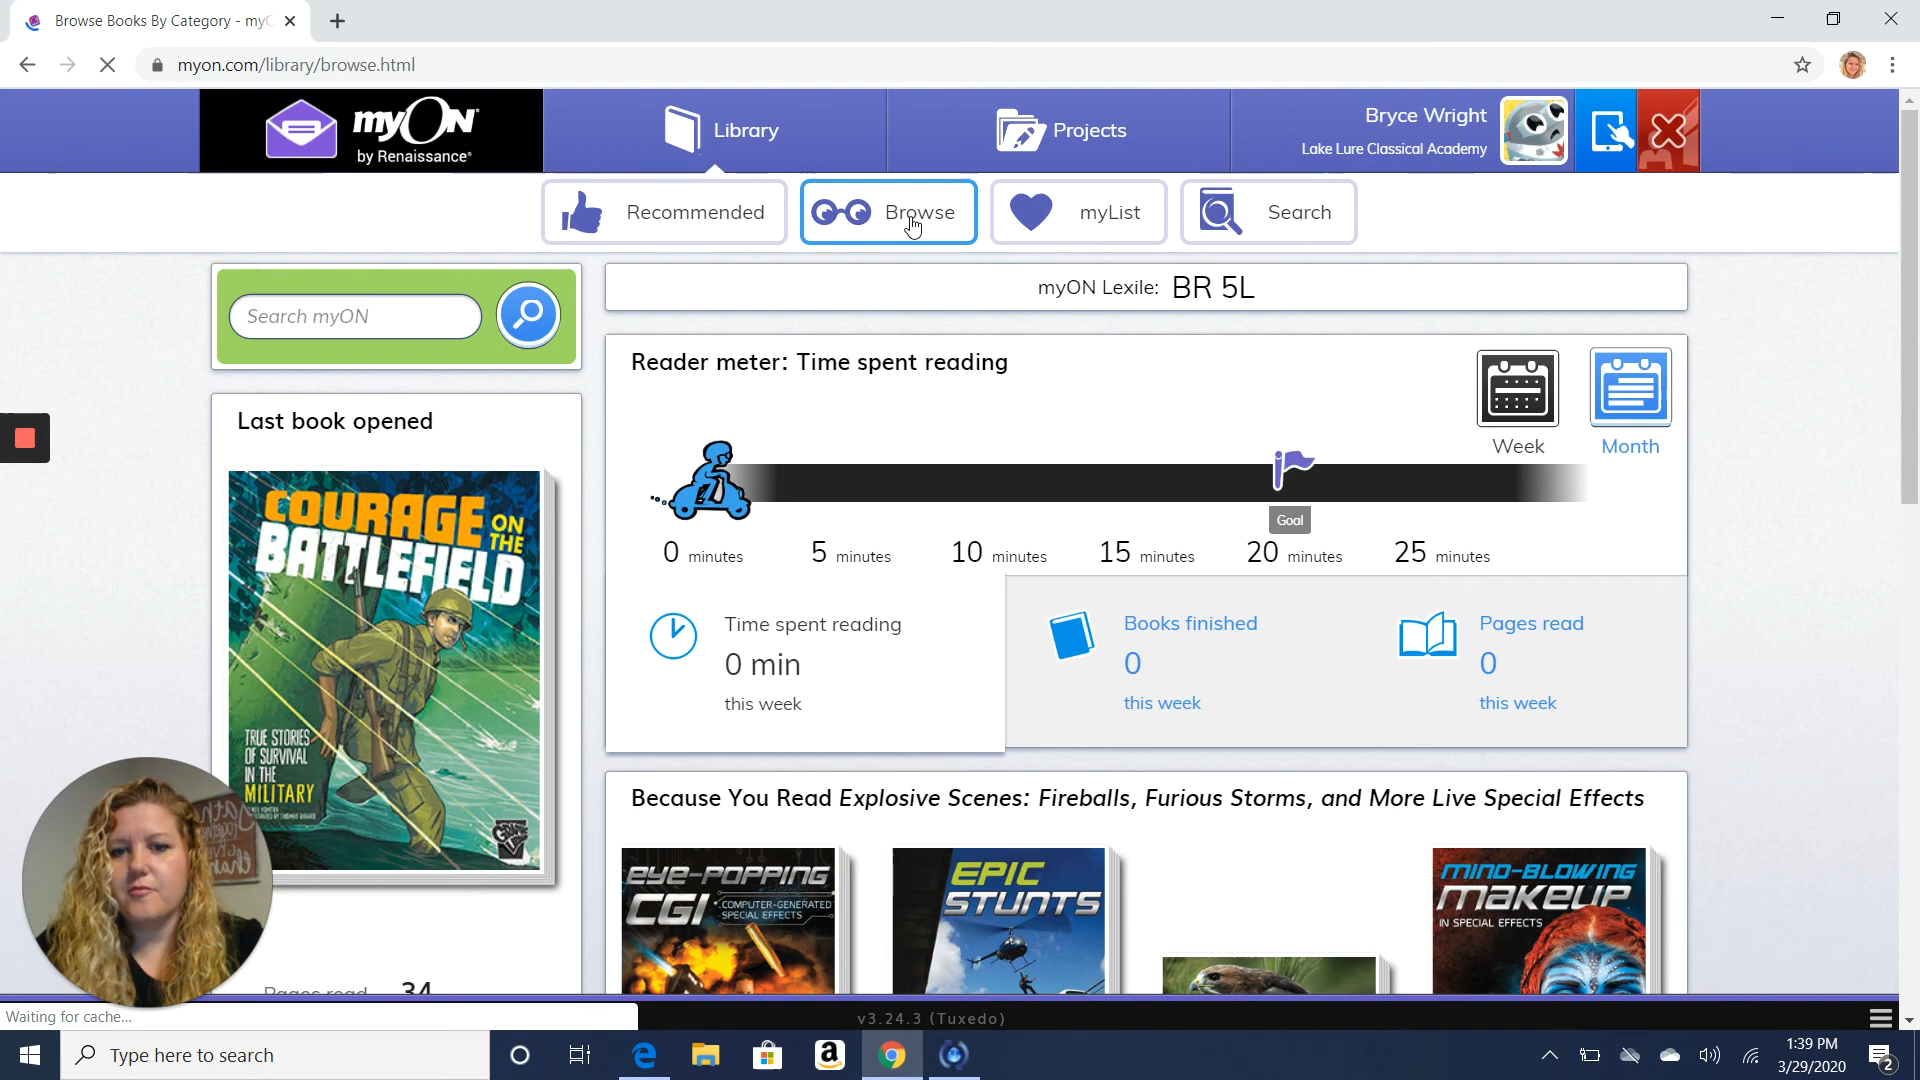 Browse Books By Category - myO
myon.com/library/browse.html
myON
by Renaissance®
Library
Projects
Bryce Wright
Lake Lure Classical Academy
Recommended
Browse
myList
Search
Search myON
myON Lexile: BR 5L
Reader meter: Time spent reading
Week
Month
Last book opened
COURAGE ON THE
BATTLEFIELD
TRUE STORIES
OF SURVIVAL
IN THE
MILITARY
Goal
0 minutes 5 minutes 10 minutes 15 minutes 20 minutes 25 minutes
Time spent reading
0 min
this week
Books finished
0
this week
Pages read
0
this week
Because You Read Explosive Scenes: Fireballs, Furious Storms, and More Live Special Effects
EYE-POPPING
CGI COMPUTER-GENERATED
SPECIAL EFFECTS
EPIC
STUNTS
MIND-BLOWING
MAKEUP
IN SPECIAL EFFECTS
Pages read 34
Waiting for cache...
v3.24.3 (Tuxedo)
Type here to search
a
1:39 PM
3/29/2020
2